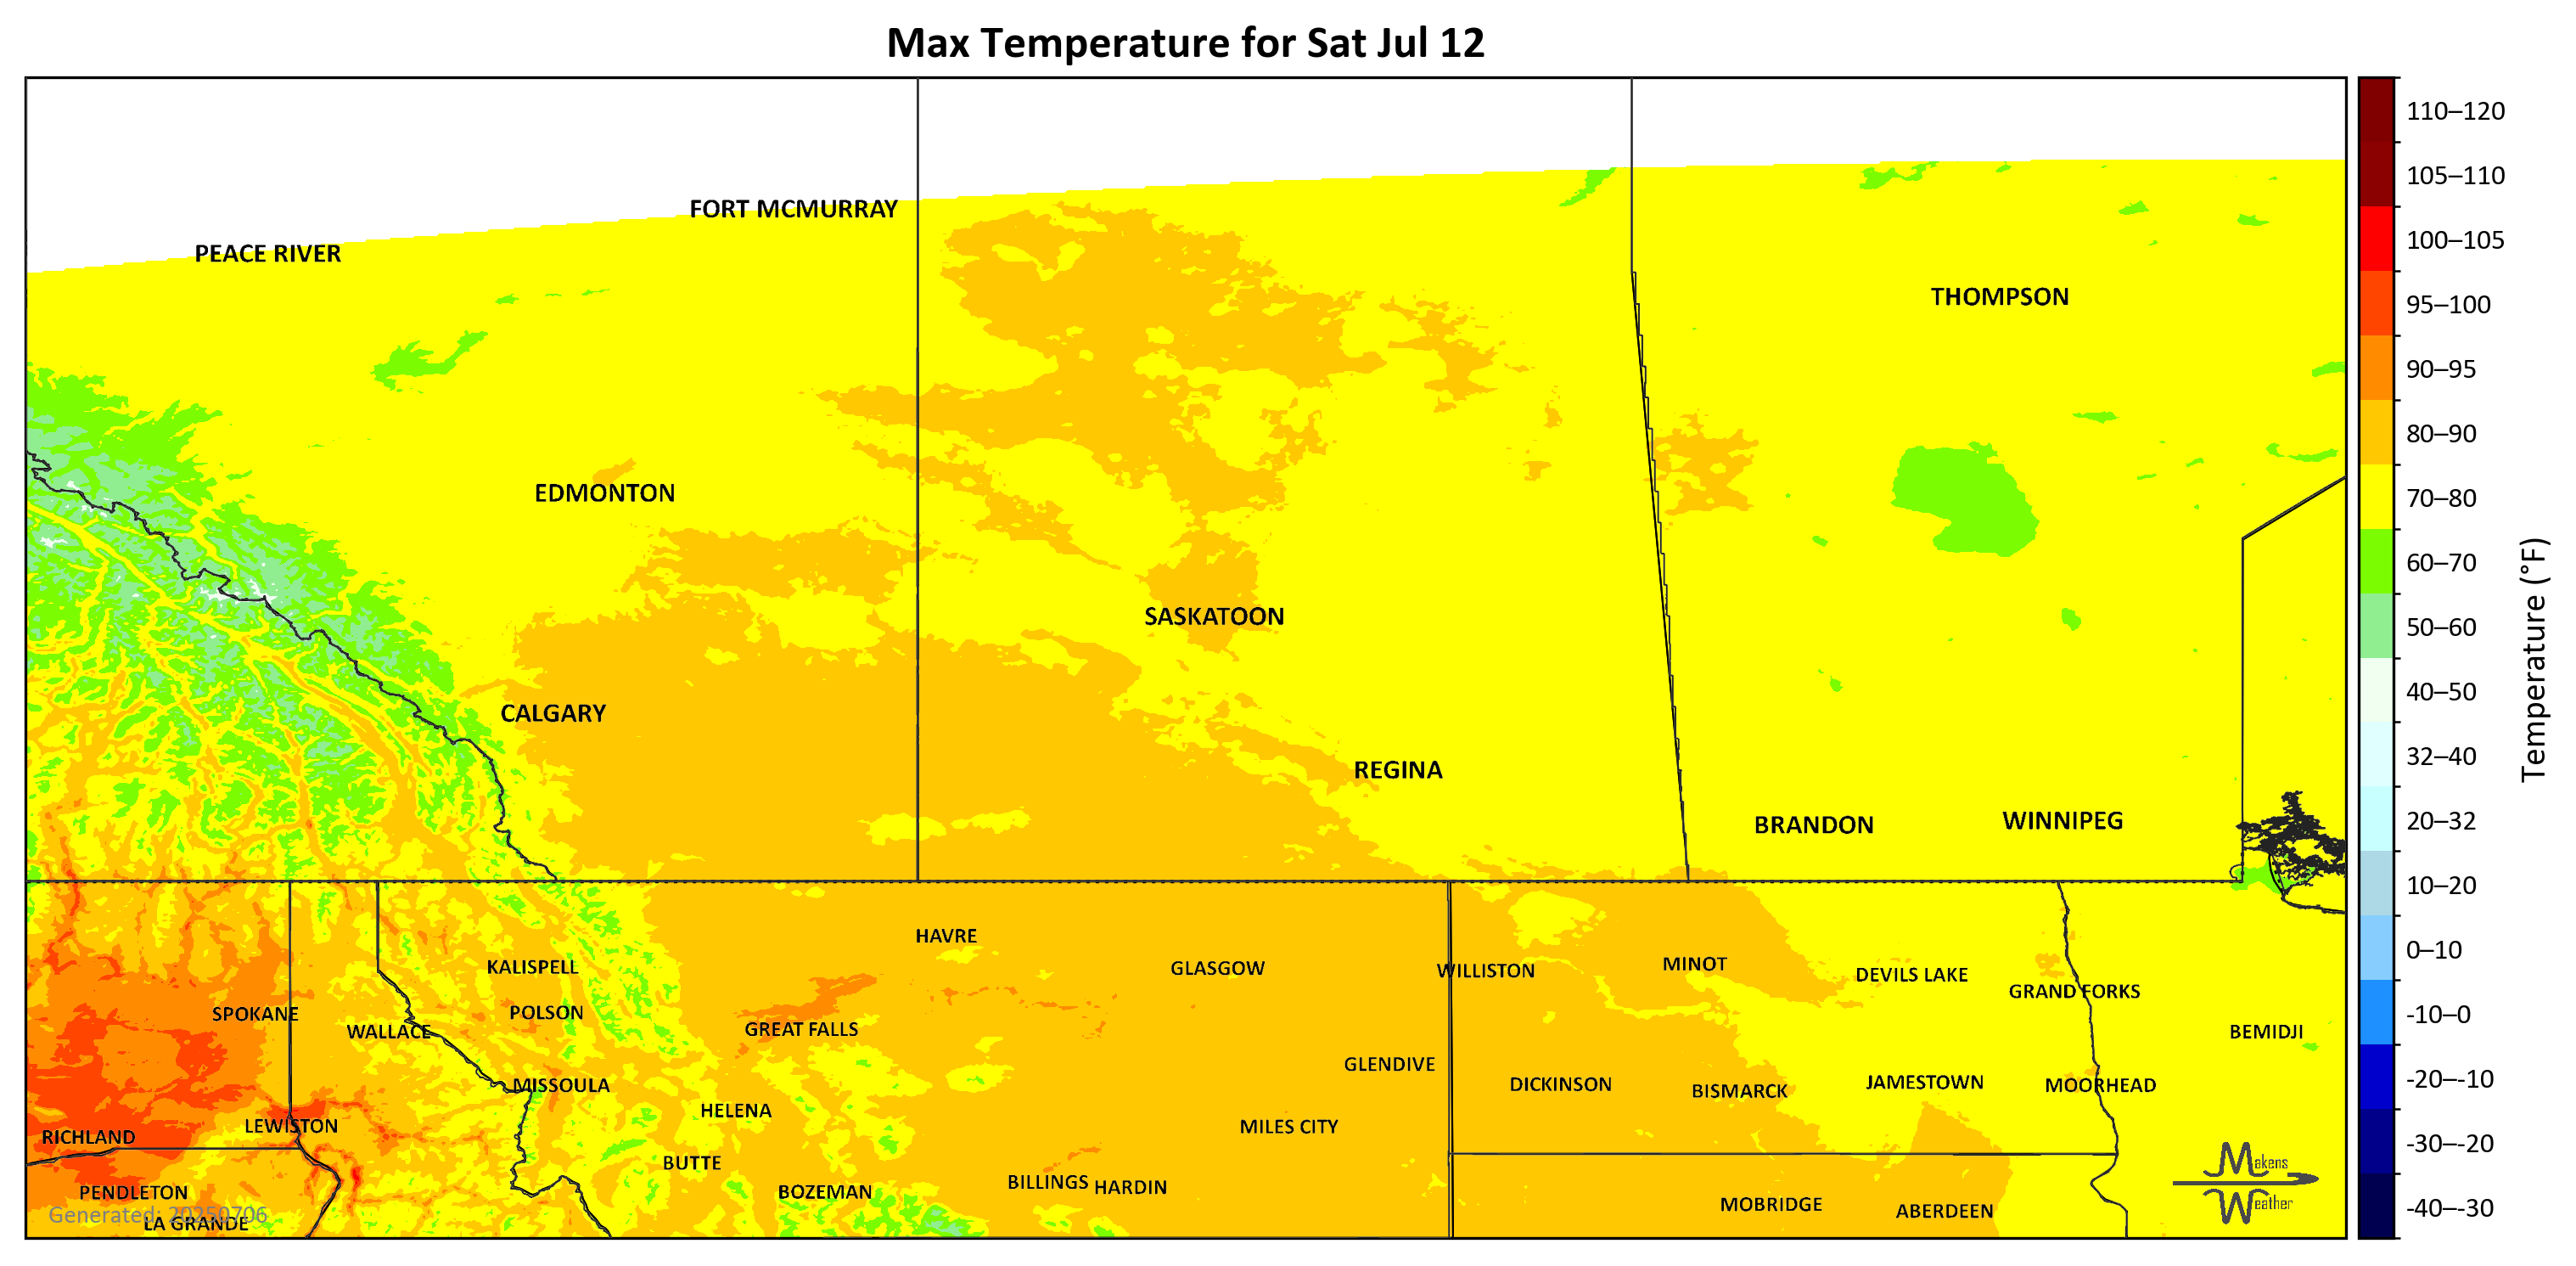 Max Temperature for Sat Jul 12
FORT MCMURRAY
PEACE RIVER
THOMPSON
EDMONTON
SASKATOON
CALGARY
REGINA
BRANDON
WINNIPEG
HAVRE
KALISPELL
GLASGOW
WILLISTON
MINOT
DEVILS LAKE
GRAND FORKS
SPOKANE
POLSON
WALLACE
GREAT FALLS
BEMIDJI
GLENDIVE
MISSOULA
DICKINSON
BISMARCK
JAMESTOWN
MOORHEAD
HELENA
LEWISTON
MILES CITY
RICHLAND
BUTTE
PENDLETON
BOZEMAN
BILLINGS
HARDIN
MOBRIDGE
ABERDEEN
LA GRANDE
Generated: 20250706
Makens
Weather
110–120
105–110
100–105
95–100
90–95
80–90
70–80
60–70
50–60
40–50
32–40
20–32
10–20
0–10
-10–0
-20–-10
-30–-20
-40–-30
Temperature (°F)